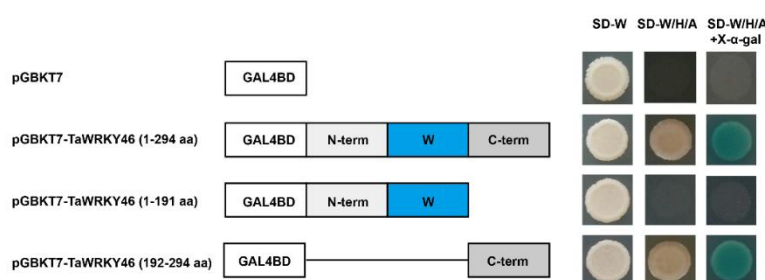 SD-W SD-W/H/A SD-W/H/A
+X-α-gal
pGBKT7 GAL4BD
pGBKT7-TaWRKY46 (1-294 aa) GAL4BD N-term W C-term
pGBKT7-TaWRKY46 (1-191 aa) GAL4BD N-term W
pGBKT7-TaWRKY46 (192-294 aa) GAL4BD C-term